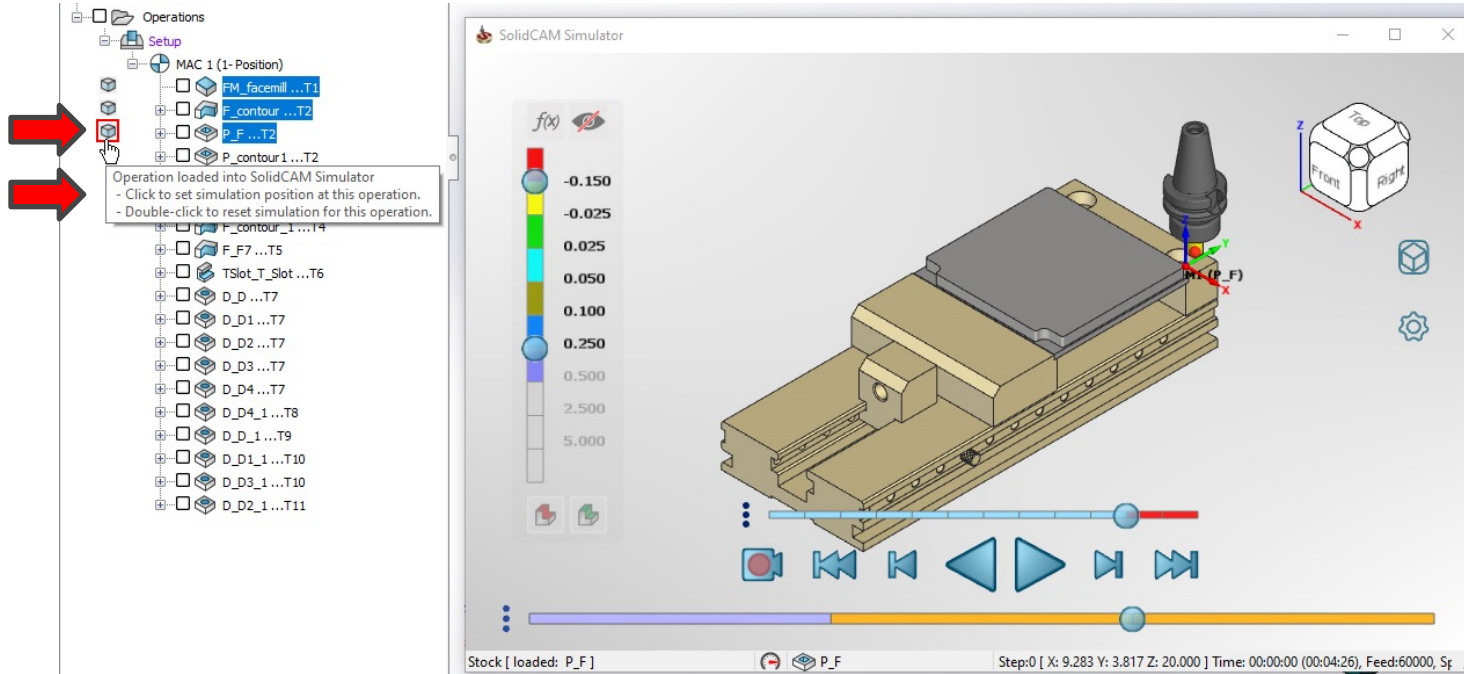 Operations
Setup
MAC 1 (1- Position)
FM_facemill ...T1
F_contour ...T2
P_F ...T2
P_contour1 ...T2
Operation loaded into SolidCAM Simulator
- Click to set simulation position at this operation.
- Double-click to reset simulation for this operation.
F_contour_1 ...T4
F_F7 ...T5
TSlot_T_Slot ...T6
D_D ...T7
D_D1 ...T7
D_D2 ...T7
D_D3 ...T7
D_D4 ...T7
D_D4_1 ...T8
D_D_1 ...T9
D_D1_1 ...T10
D_D3_1 ...T10
D_D2_1 ...T11
SolidCAM Simulator
f(x)
-0.150
-0.025
0.025
0.050
0.100
0.250
0.500
2.500
5.000
Z
Top
Front
Right
X
Z
Y
(P_F)
X
Stock [ loaded: P_F ]
P_F
Step:0 [ X: 9.283 Y: 3.817 Z: 20.000 ] Time: 00:00:00 (00:04:26), Feed:60000, Sp